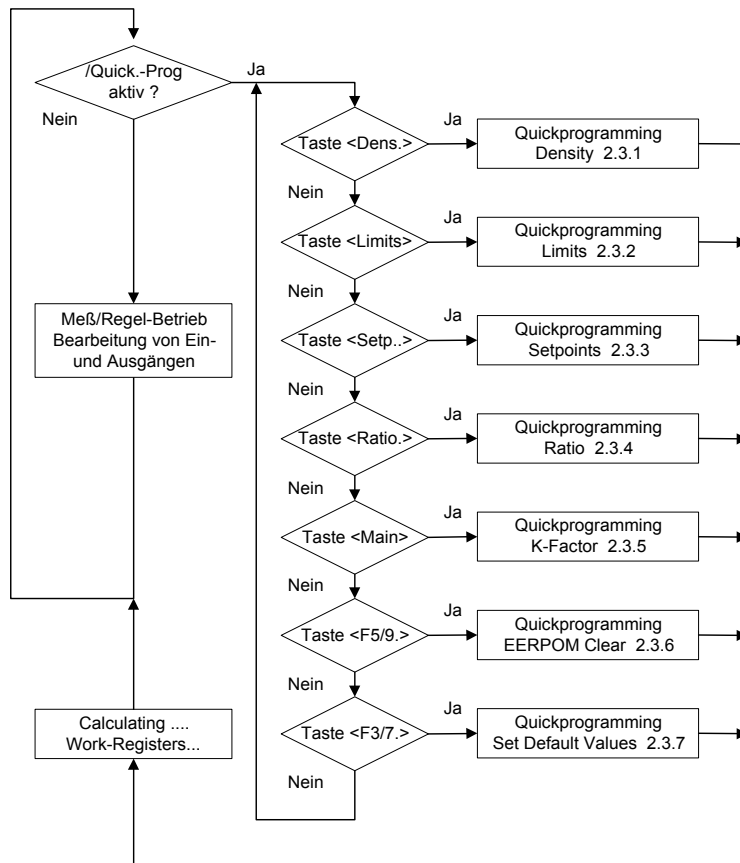 /Quick.-Prog
aktiv ?
Ja
Nein
Meß/Regel-Betrieb
Bearbeitung von Ein-
und Ausgängen
Calculating ....
Work-Registers...
Taste <Dens.>
Ja
Nein
Quickprogramming
Density 2.3.1
Taste <Limits>
Ja
Nein
Quickprogramming
Limits 2.3.2
Taste <Setp..>
Ja
Nein
Quickprogramming
Setpoints 2.3.3
Taste <Ratio.>
Ja
Nein
Quickprogramming
Ratio 2.3.4
Taste <Main>
Ja
Nein
Quickprogramming
K-Factor 2.3.5
Taste <F5/9.>
Ja
Nein
Quickprogramming
EERPOM Clear 2.3.6
Taste <F3/7.>
Ja
Nein
Quickprogramming
Set Default Values 2.3.7